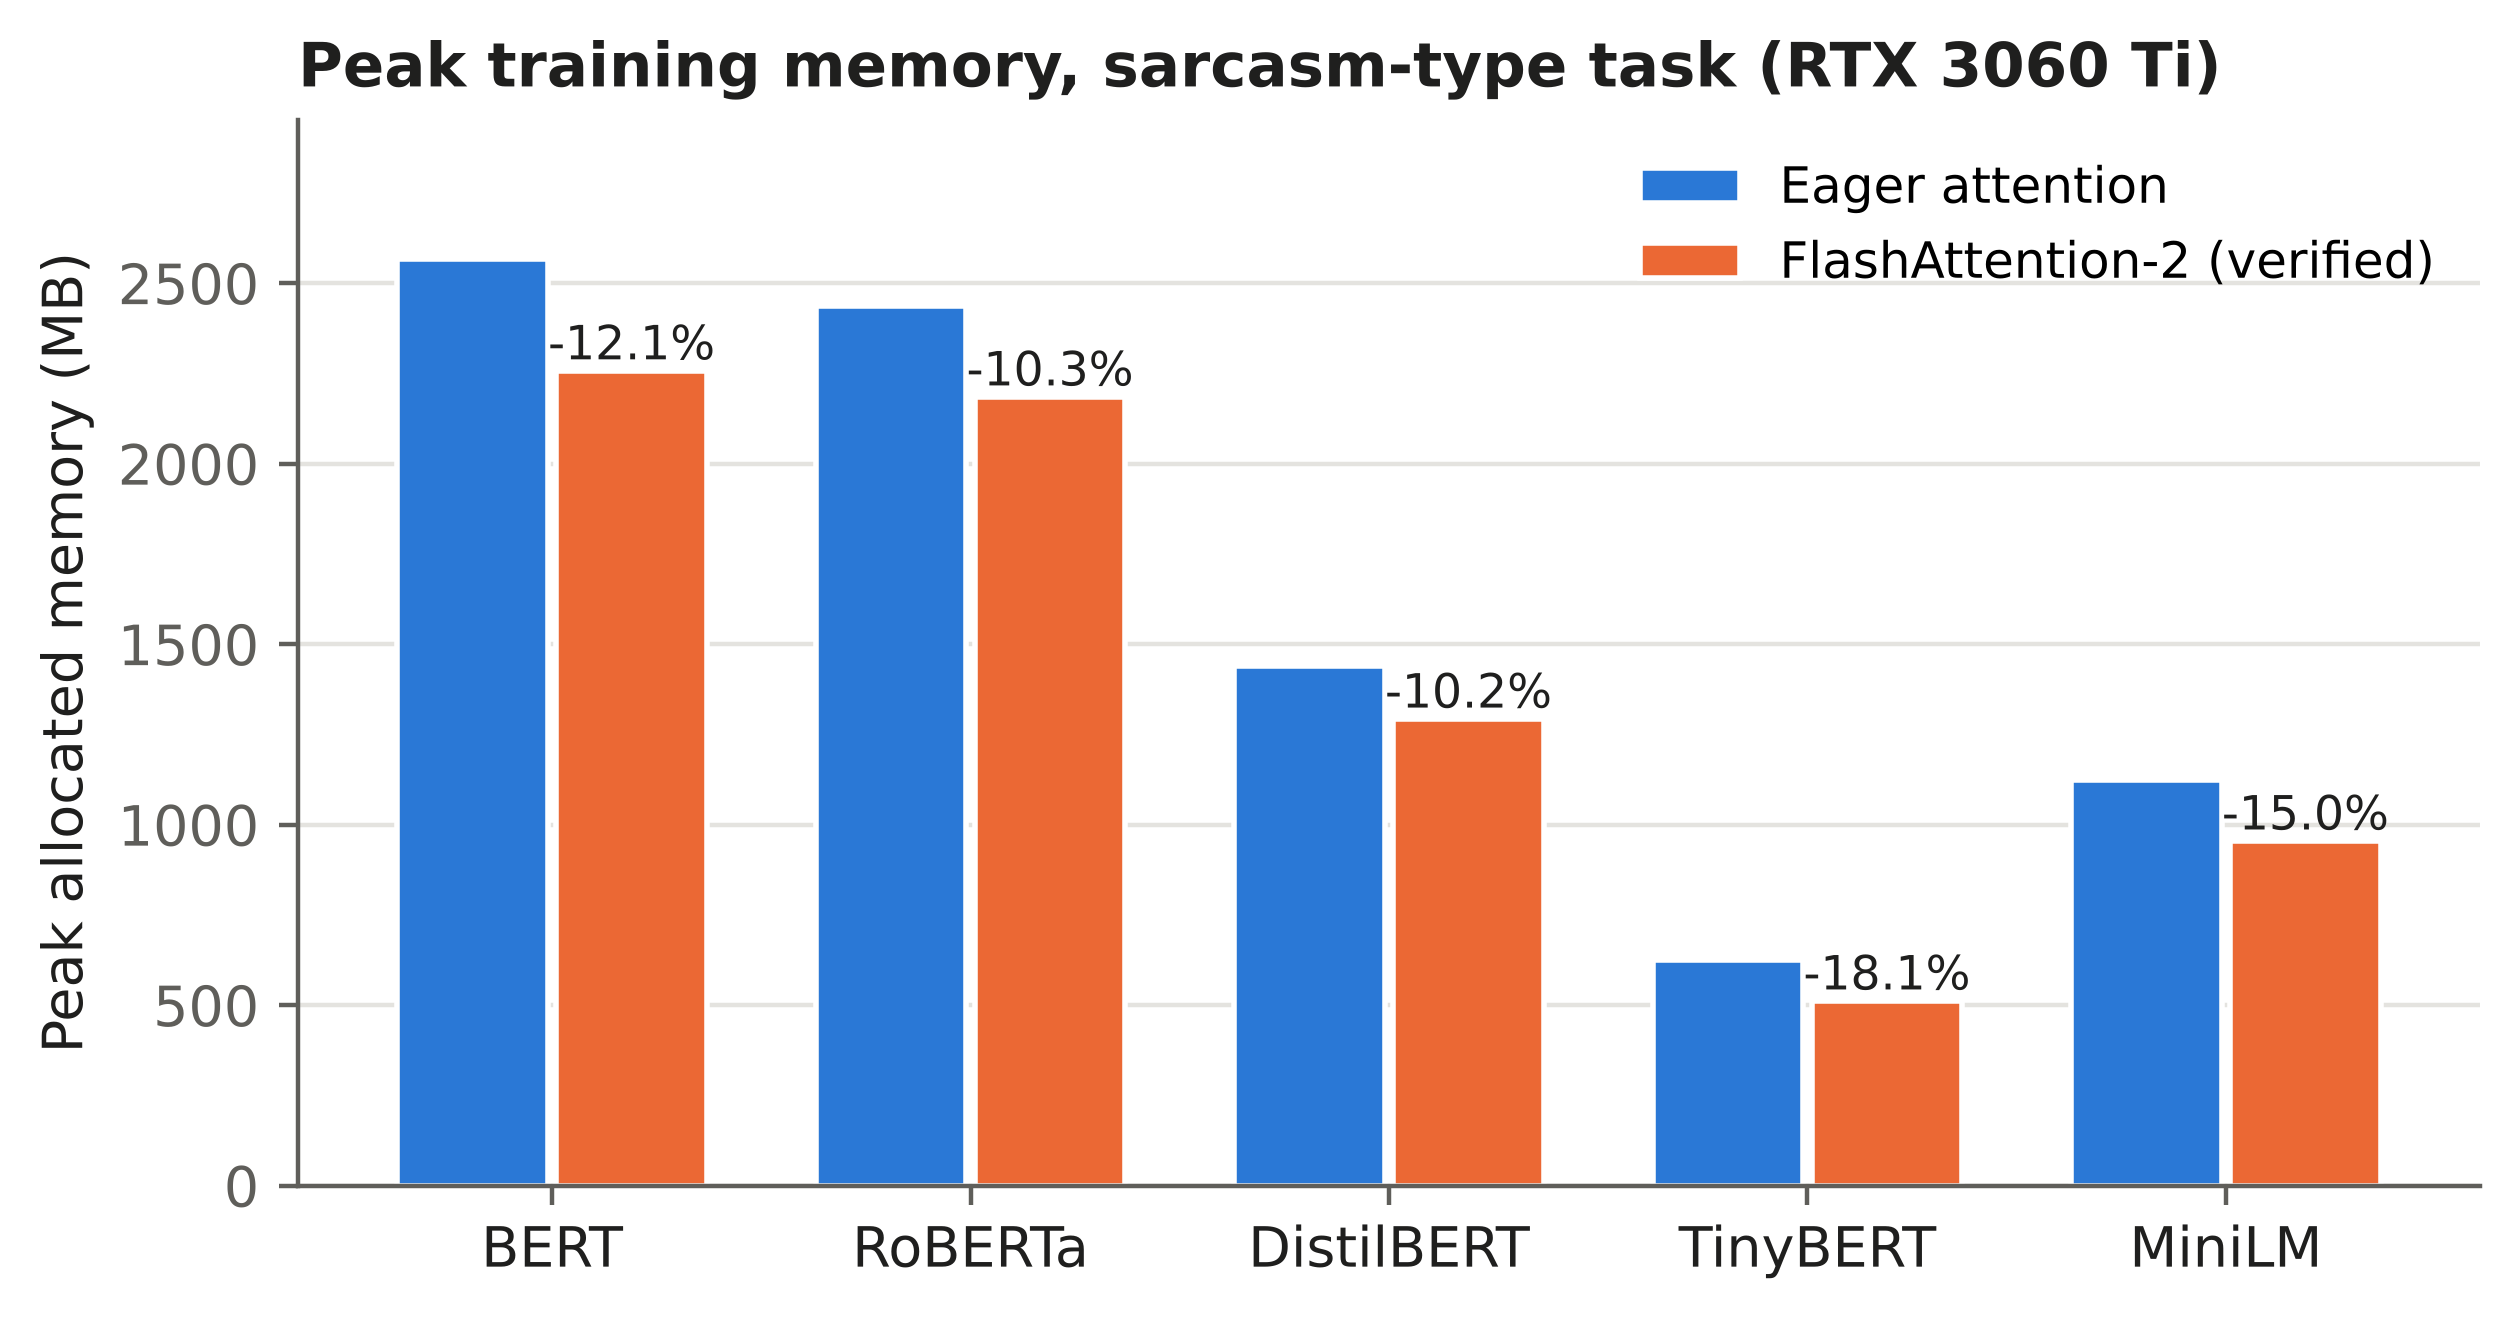 Peak training memory, sarcasm-type task (RTX 3060 Ti)
Eager attention
FlashAttention-2 (verified)
Peak allocated memory (MB)
2500
2000
1500
1000
500
0
-12.1%
-10.3%
-10.2%
-18.1%
-15.0%
BERT
RoBERTa
DistilBERT
TinyBERT
MiniLM